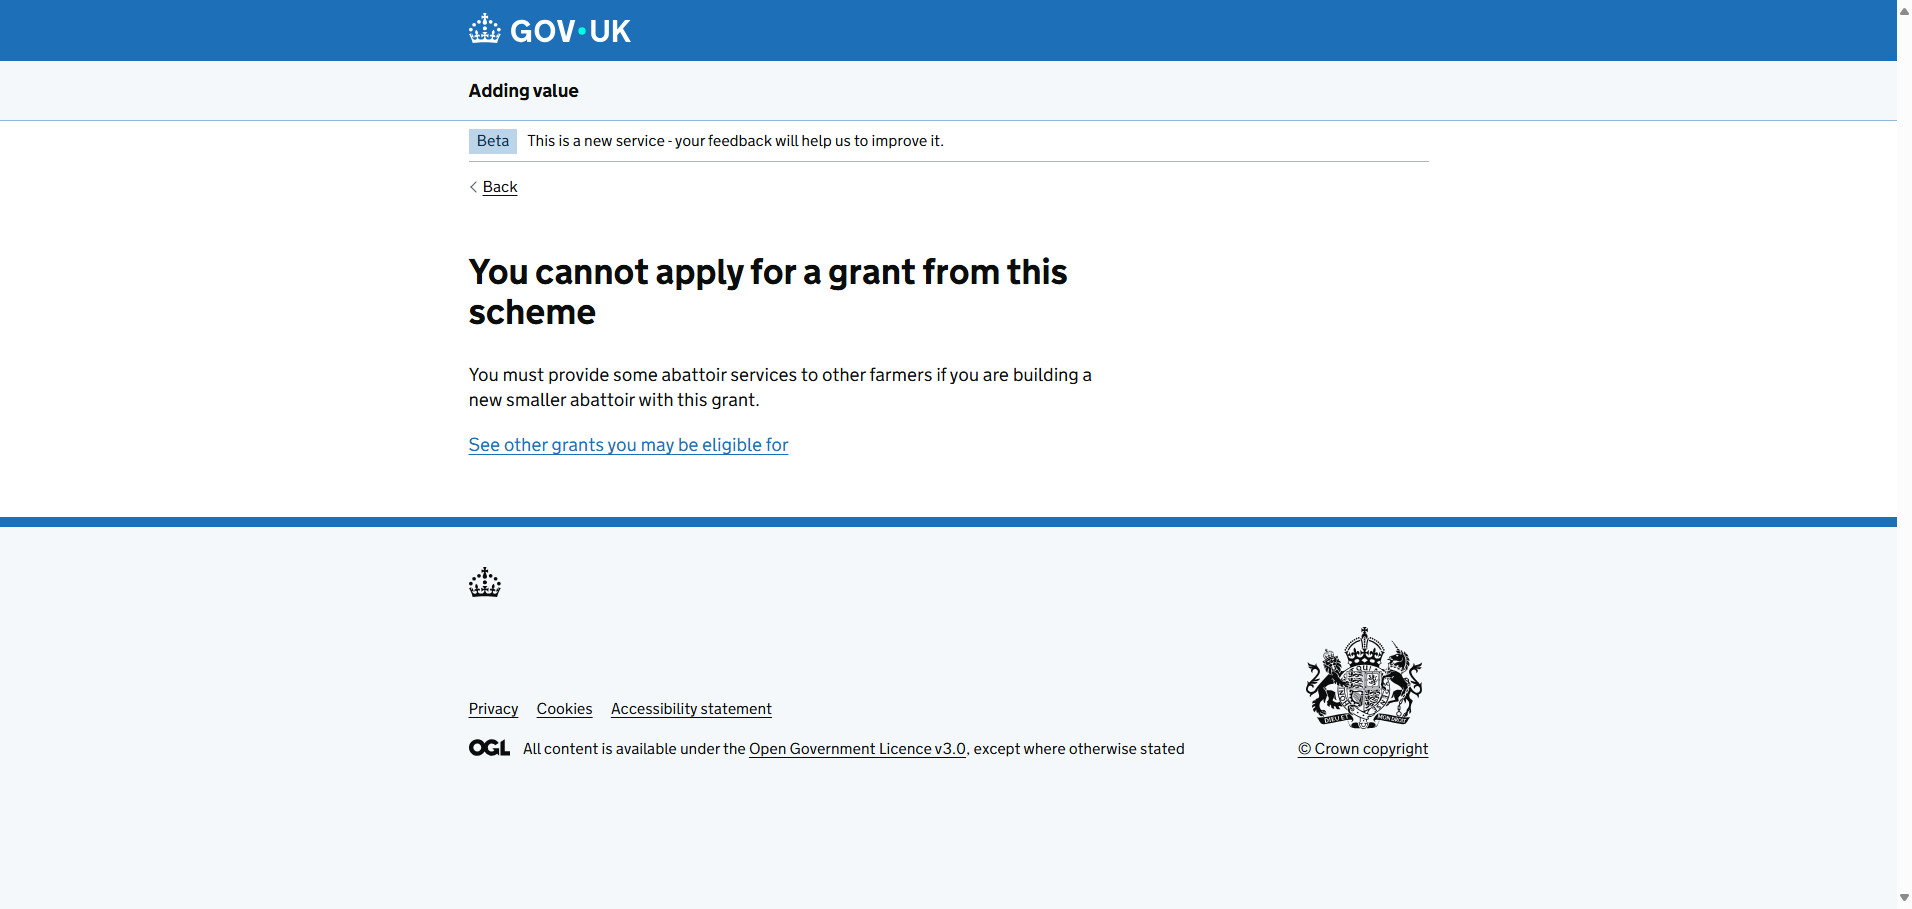 GOV·UK
Adding value
Beta This is a new service - your feedback will help us to improve it.
Back
You cannot apply for a grant from this
scheme
You must provide some abattoir services to other farmers if you are building a
new smaller abattoir with this grant.
See other grants you may be eligible for
Privacy Cookies Accessibility statement
OGL All content is available under the Open Government Licence v3.0, except where otherwise stated
© Crown copyright